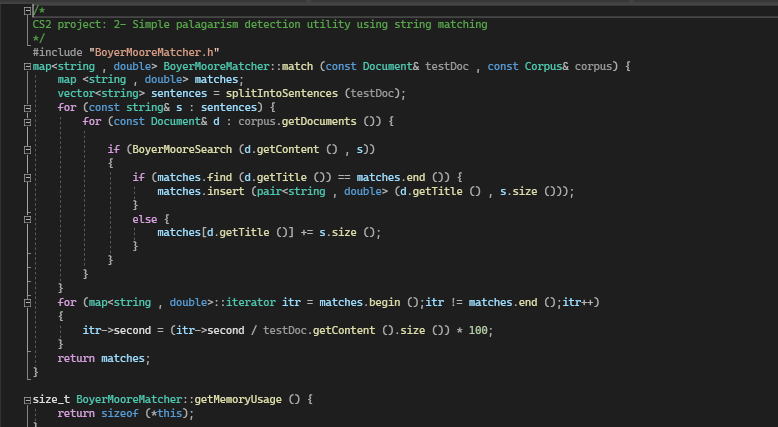 /*
CS2 project: 2- Simple palagarism detection utility using string matching
*/
#include "BoyerMooreMatcher.h"
map<string , double> BoyerMooreMatcher::match (const Document& testDoc , const Corpus& corpus) {
    map <string , double> matches;
    vector<string> sentences = splitIntoSentences (testDoc);
    for (const string& s : sentences) {
        for (const Document& d : corpus.getDocuments ()) {

            if (BoyerMooreSearch (d.getContent () , s))
            {
                if (matches.find (d.getTitle ()) == matches.end ()) {
                    matches.insert (pair<string , double> (d.getTitle () , s.size ()));
                }
                else {
                    matches[d.getTitle ()] += s.size ();
                }
            }
        }
    }
    for (map<string , double>::iterator itr = matches.begin ();itr != matches.end ();itr++)
    {
        itr->second = (itr->second / testDoc.getContent ().size ()) * 100;
    }
    return matches;
}

size_t BoyerMooreMatcher::getMemoryUsage () {
    return sizeof (*this);
}